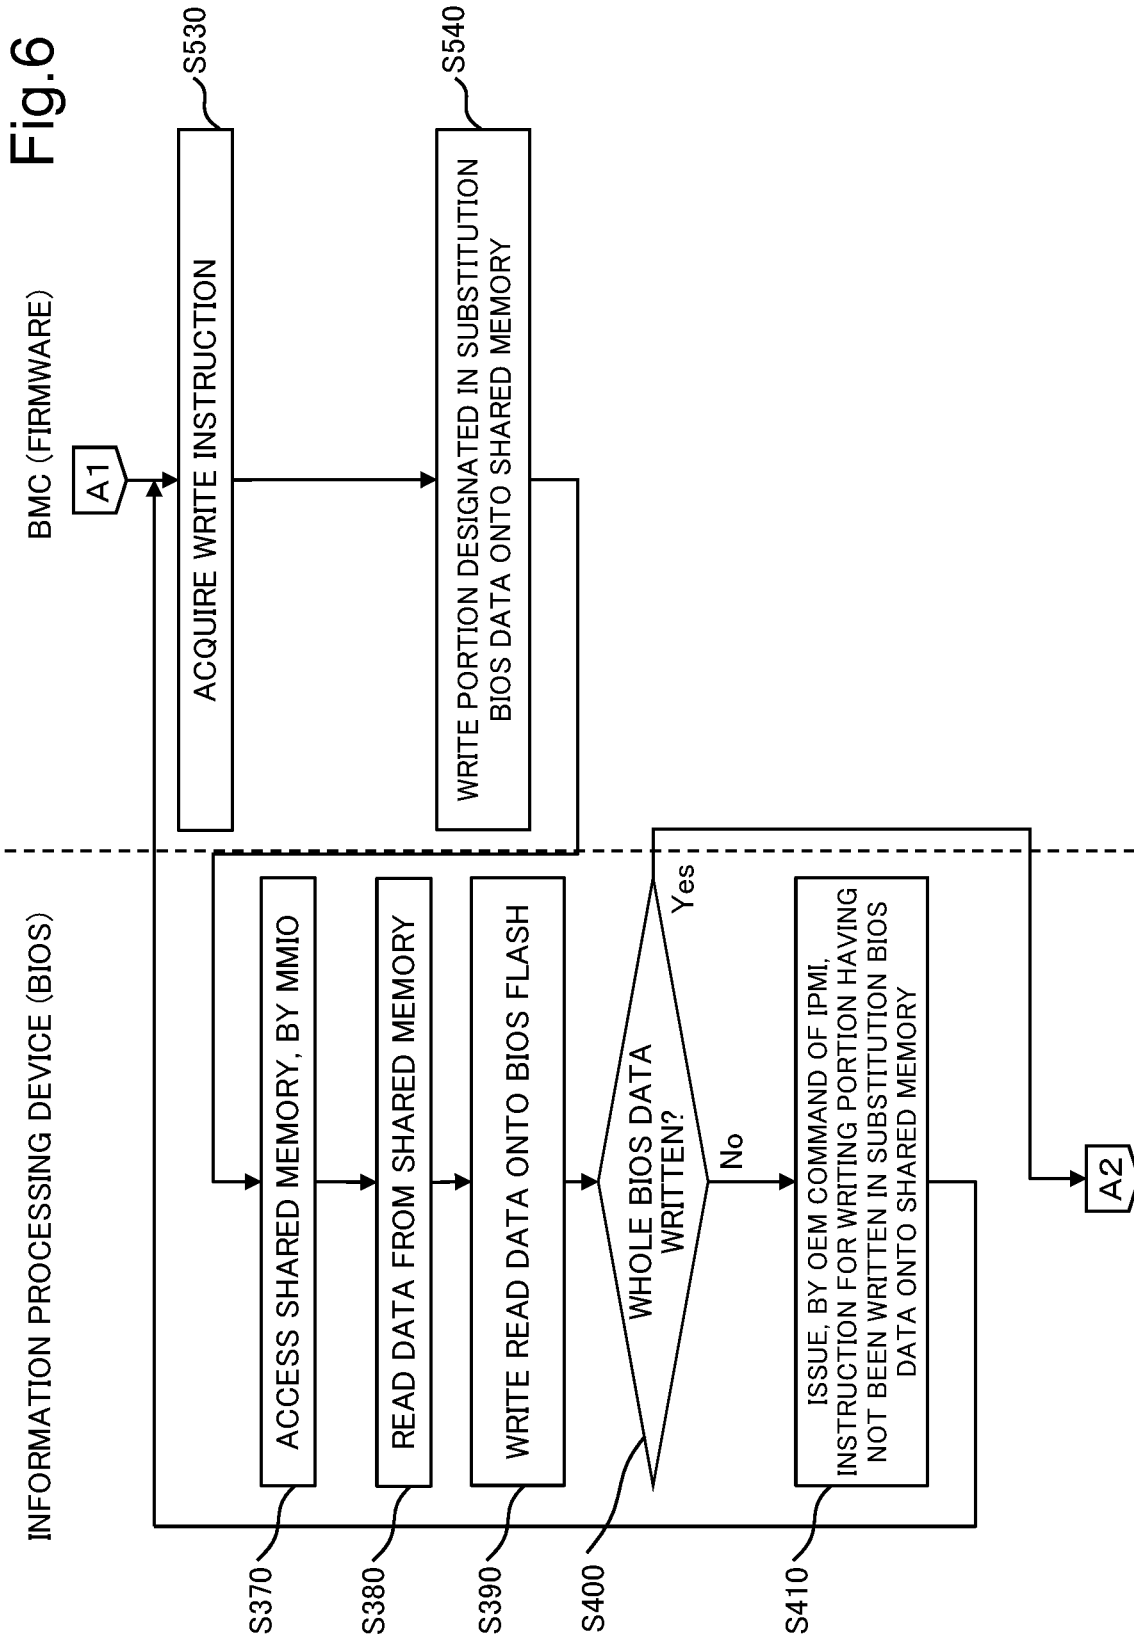 Fig.6
INFORMATION PROCESSING DEVICE (BIOS)
BMC (FIRMWARE)
A1
ACQUIRE WRITE INSTRUCTION
S530
WRITE PORTION DESIGNATED IN SUBSTITUTION
BIOS DATA ONTO SHARED MEMORY
S540
S370
ACCESS SHARED MEMORY, BY MMIO
S380
READ DATA FROM SHARED MEMORY
S390
WRITE READ DATA ONTO BIOS FLASH
S400
WHOLE BIOS DATA
WRITTEN?
Yes
No
S410
ISSUE, BY OEM COMMAND OF IPMI,
INSTRUCTION FOR WRITING PORTION HAVING
NOT BEEN WRITTEN IN SUBSTITUTION BIOS
DATA ONTO SHARED MEMORY
A2